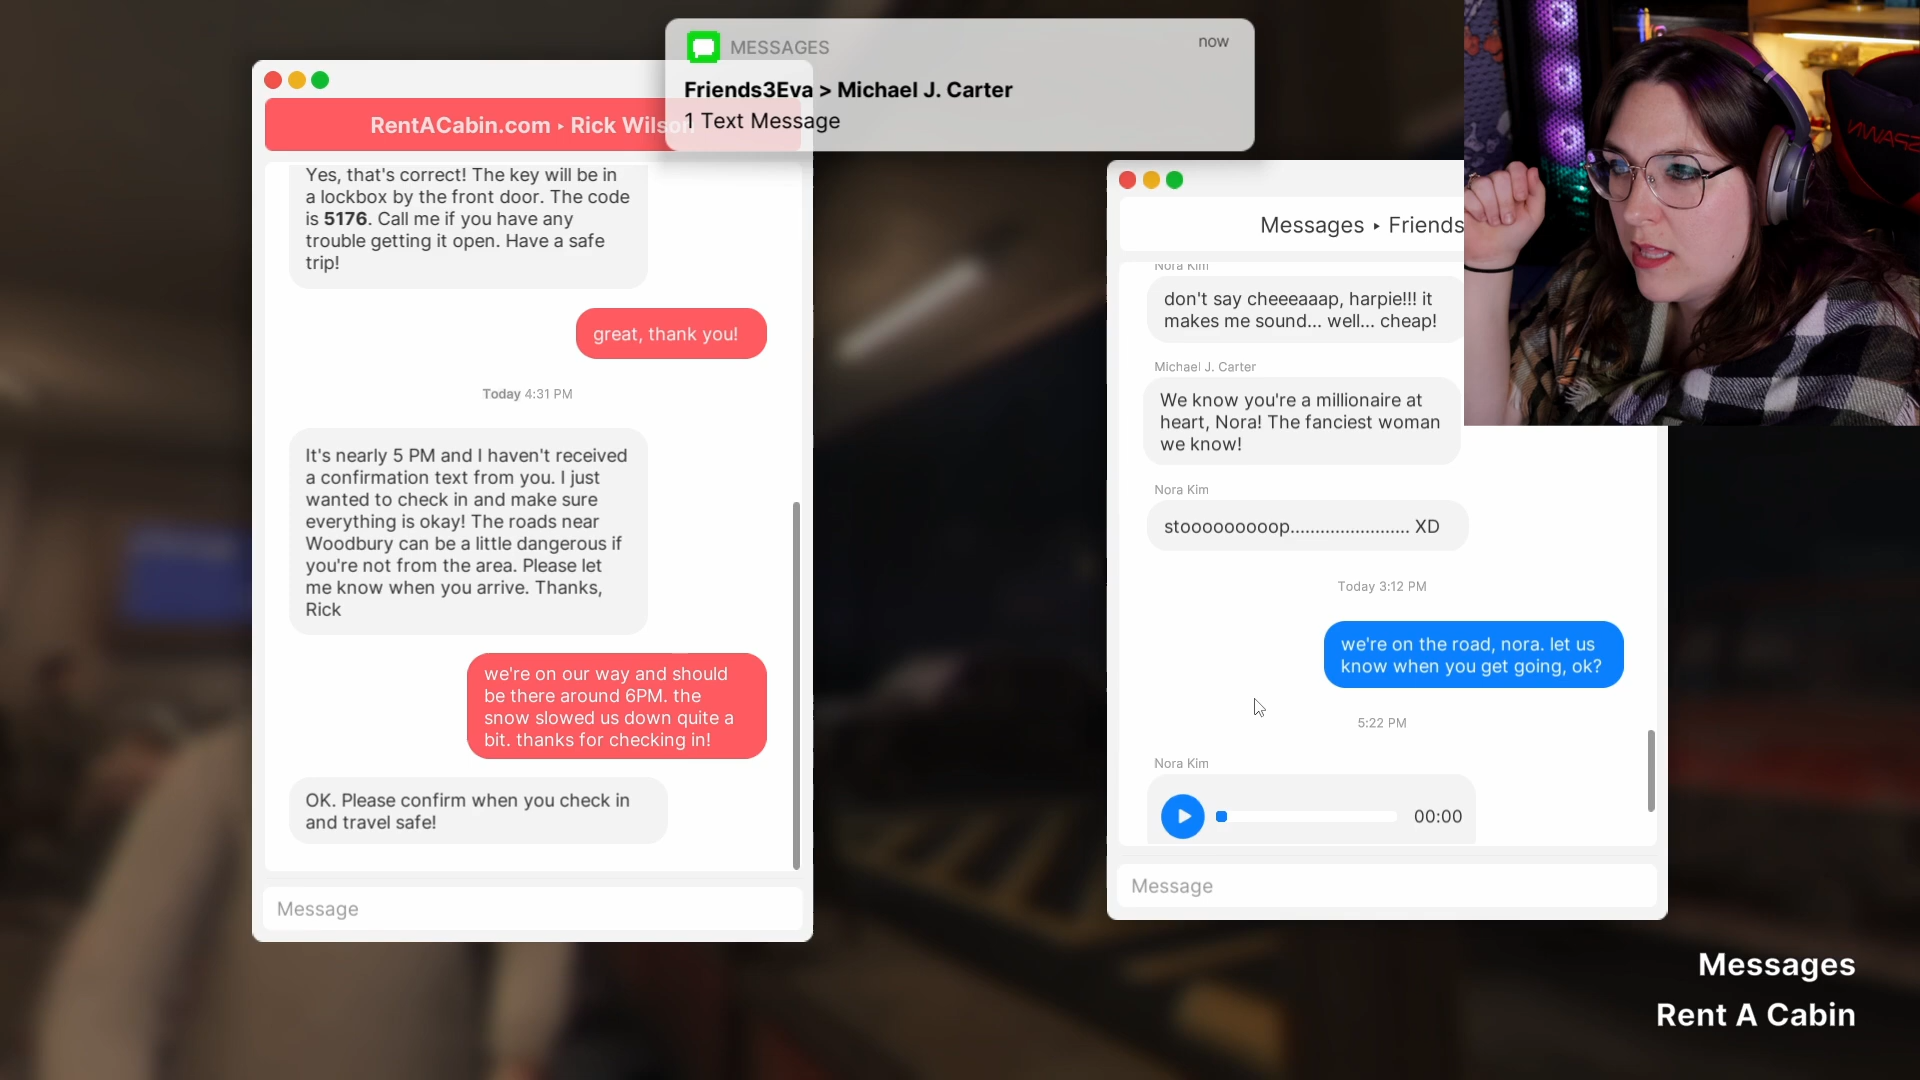 MESSAGES
now
Friends3Eva > Michael J. Carter
1 Text Message
RentACabin.com ‣ Rick Wilson
Yes, that's correct! The key will be in
a lockbox by the front door. The code
is 5176. Call me if you have any
trouble getting it open. Have a safe
trip!
great, thank you!
Today 4:31 PM
It's nearly 5 PM and I haven't received
a confirmation text from you. I just
wanted to check in and make sure
everything is okay! The roads near
Woodbury can be a little dangerous if
you're not from the area. Please let
me know when you arrive. Thanks,
Rick
we're on our way and should
be there around 6PM. the
snow slowed us down quite a
bit. thanks for checking in!
OK. Please confirm when you check in
and travel safe!
Message
Messages ‣ Friends
Nora Kim
don't say cheeeaaap, harpie!!! it
makes me sound... well... cheap!
Michael J. Carter
We know you're a millionaire at
heart, Nora! The fanciest woman
we know!
Nora Kim
stooooooooop........................ XD
Today 3:12 PM
we're on the road, nora. let us
know when you get going, ok?
5:22 PM
Nora Kim
00:00
Message
Messages
Rent A Cabin